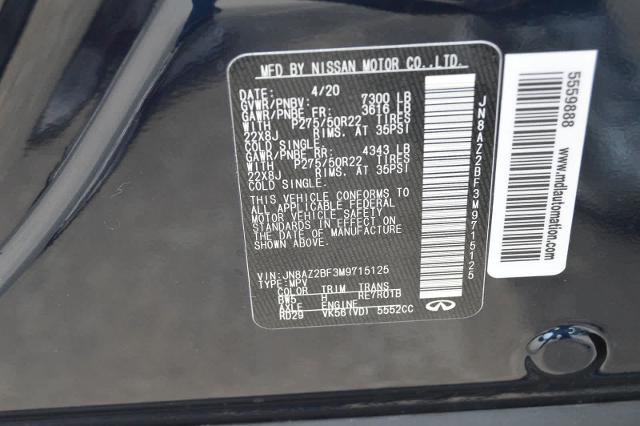 MFD BY NISSAN MOTOR CO.,LTD.
DATE: 4/20
GVWR/PNBV: 7300 LB
GAWR/PNBE FR: 3616 LB
WITH P275/50R22 TIRES
22X8J RIMS. AT 35PSI
COLD SINGLE.
GAWR/PNBE RR: 4343 LB
WITH P275/50R22 TIRES
22X8J RIMS. AT 35PSI
COLD SINGLE.
THIS VEHICLE CONFORMS TO
ALL APPLICABLE FEDERAL
MOTOR VEHICLE SAFETY
STANDARDS IN EFFECT ON
THE DATE OF MANUFACTURE
SHOWN ABOVE.
VIN:JN8AZ2BF3M9715125
TYPE:MPV
COLOR TRIM TRANS
BW5 H RE7R01B
AXLE ENGINE
RD29 VK56(VD) 5552CC
JN8AZ2BF3M9715125
www.mdautomation.com
5559888